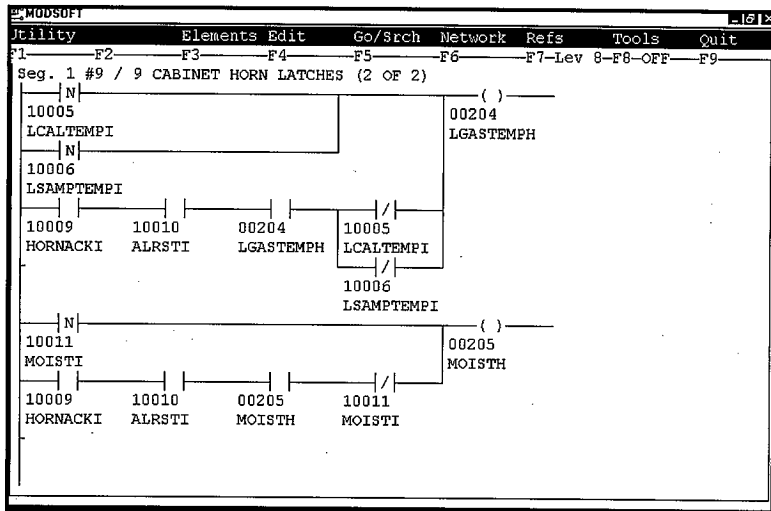 MODSOFT
Jtility Elements Edit Go/Srch Network Refs Tools Quit
F1 F2 F3 F4 F5 F6 F7-Lev 8-F8-OFF F9
Seg. 1 #9 / 9 CABINET HORN LATCHES (2 OF 2)
N ( )
10005 00204
LCALTEMPI LGASTEMPH
N
10006
LSAMPTEMPI
/
10009 10010 00204 10005
HORNACKI ALRSTI LGASTEMPH LCALTEMPI
/
10006
LSAMPTEMPI
N ( )
10011 00205
MOISTI MOISTH
/
10009 10010 00205 10011
HORNACKI ALRSTI MOISTH MOISTI